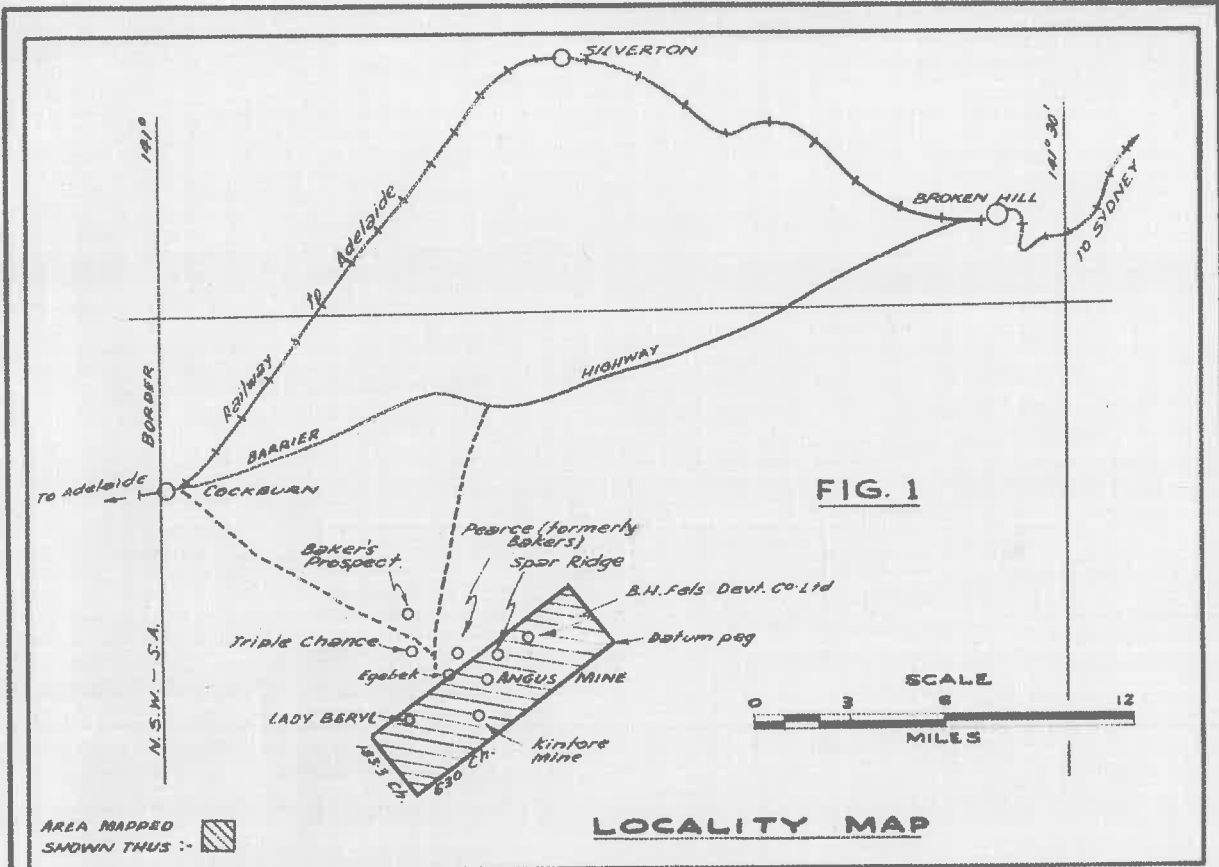 SILVERTON
141°
141° 30'
TO SYDNEY
BROKEN HILL
Railway to Adelaide
HIGHWAY
BARRIER
BORDER
N.S.W. – S.A.
TO Adelaide
COCKBURN
FIG. 1
Pearce (formerly
Bakers)
Baker's
Prospect
Spar Ridge
B.H. Fels Devt. Co. Ltd
Triple Chance
Datum peg
Egebek
ANGUS MINE
LADY BERYL
Kintore
Mine
183.3 Ch.
630 Ch.
SCALE
0 3 6 12
MILES
AREA MAPPED
SHOWN THUS :-
LOCALITY MAP